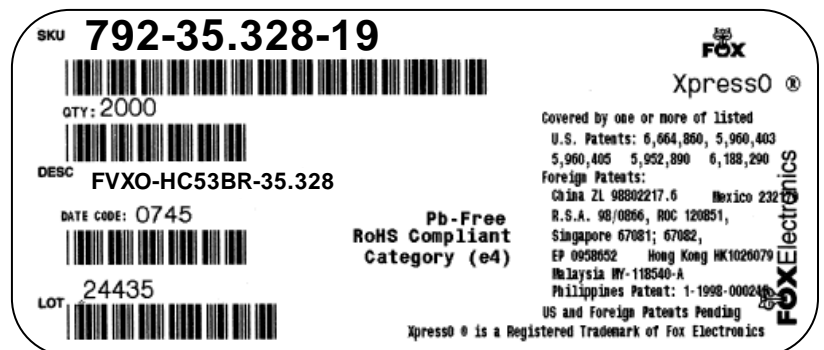 SKU 792-35.328-19
QTY: 2000
DESC FVXO-HC53BR-35.328
DATE CODE: 0745
LOT 24435
Pb-Free
RoHS Compliant
Category (e4)
FOX
XpressO ®
Covered by one or more of listed
U.S. Patents: 6,664,860, 5,960,403
5,960,405 5,952,890 6,188,290
Foreign Patents:
China ZL 98802217.6 Mexico
R.S.A. 98/0866, ROC 120851,
Singapore 67081; 67082,
EP 0958652 Hong Kong HK1026079
Malaysia MY-118540-A
Philippines Patent:
US and Foreign Patents Pending
XpressO ® is a Registered Trademark of Fox Electronics
FOXElectronics